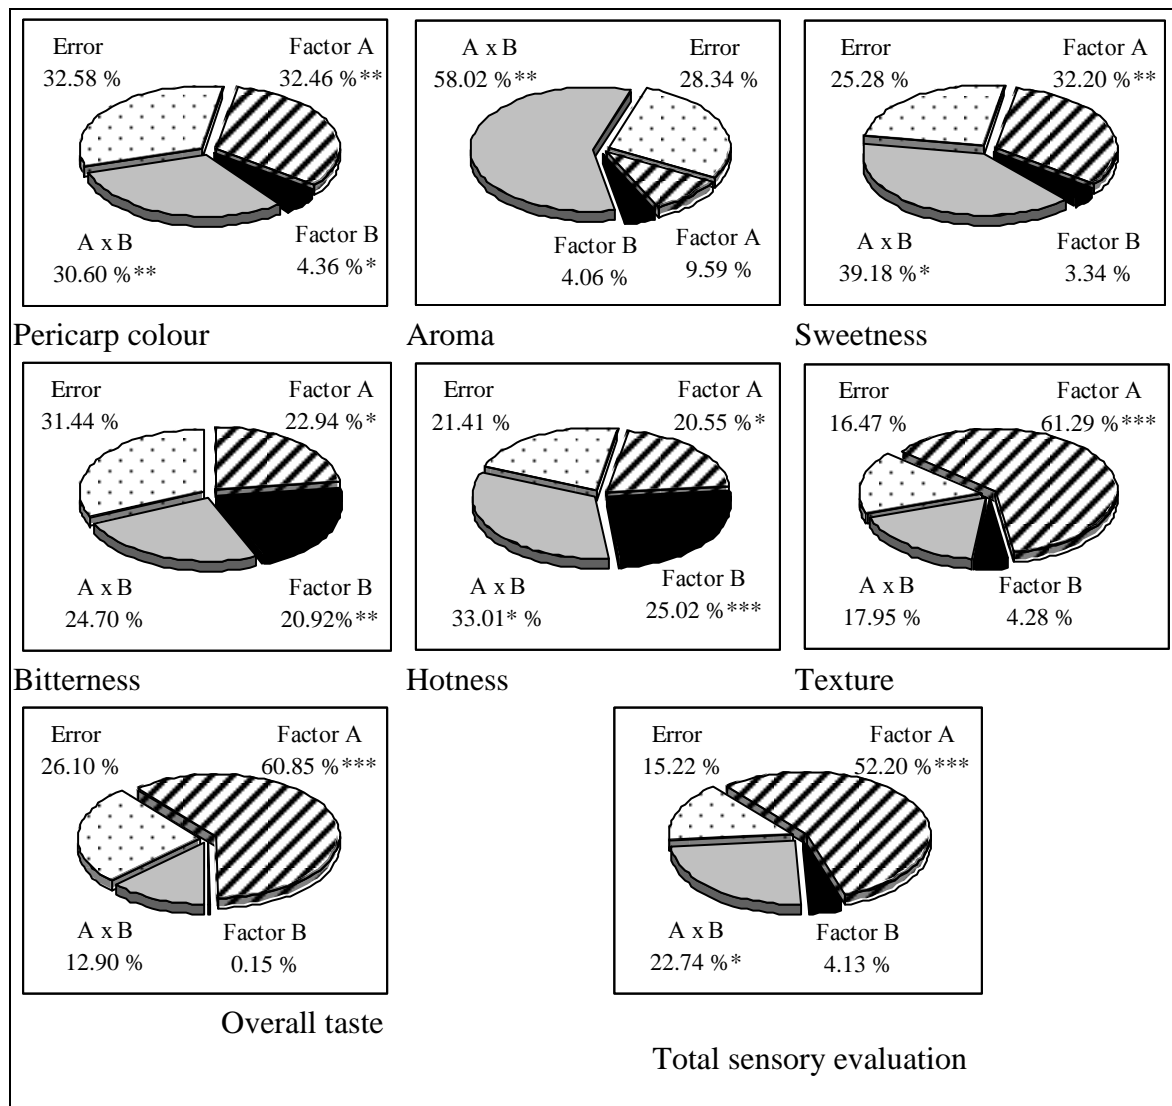 Error
32.58 %
Factor A
32.46 %**
A x B
30.60 %**
Factor B
4.36 %*
Pericarp colour
A x B
58.02 %**
Error
28.34 %
Factor B
4.06 %
Factor A
9.59 %
Aroma
Error
25.28 %
Factor A
32.20 %**
A x B
39.18 %*
Factor B
3.34 %
Sweetness
Error
31.44 %
Factor A
22.94 %*
A x B
24.70 %
Factor B
20.92%**
Bitterness
Error
21.41 %
Factor A
20.55 %*
A x B
33.01* %
Factor B
25.02 %***
Hotness
Error
16.47 %
Factor A
61.29 %***
A x B
17.95 %
Factor B
4.28 %
Texture
Error
26.10 %
Factor A
60.85 %***
A x B
12.90 %
Factor B
0.15 %
Overall taste
Error
15.22 %
Factor A
52.20 %***
A x B
22.74 %*
Factor B
4.13 %
Total sensory evaluation